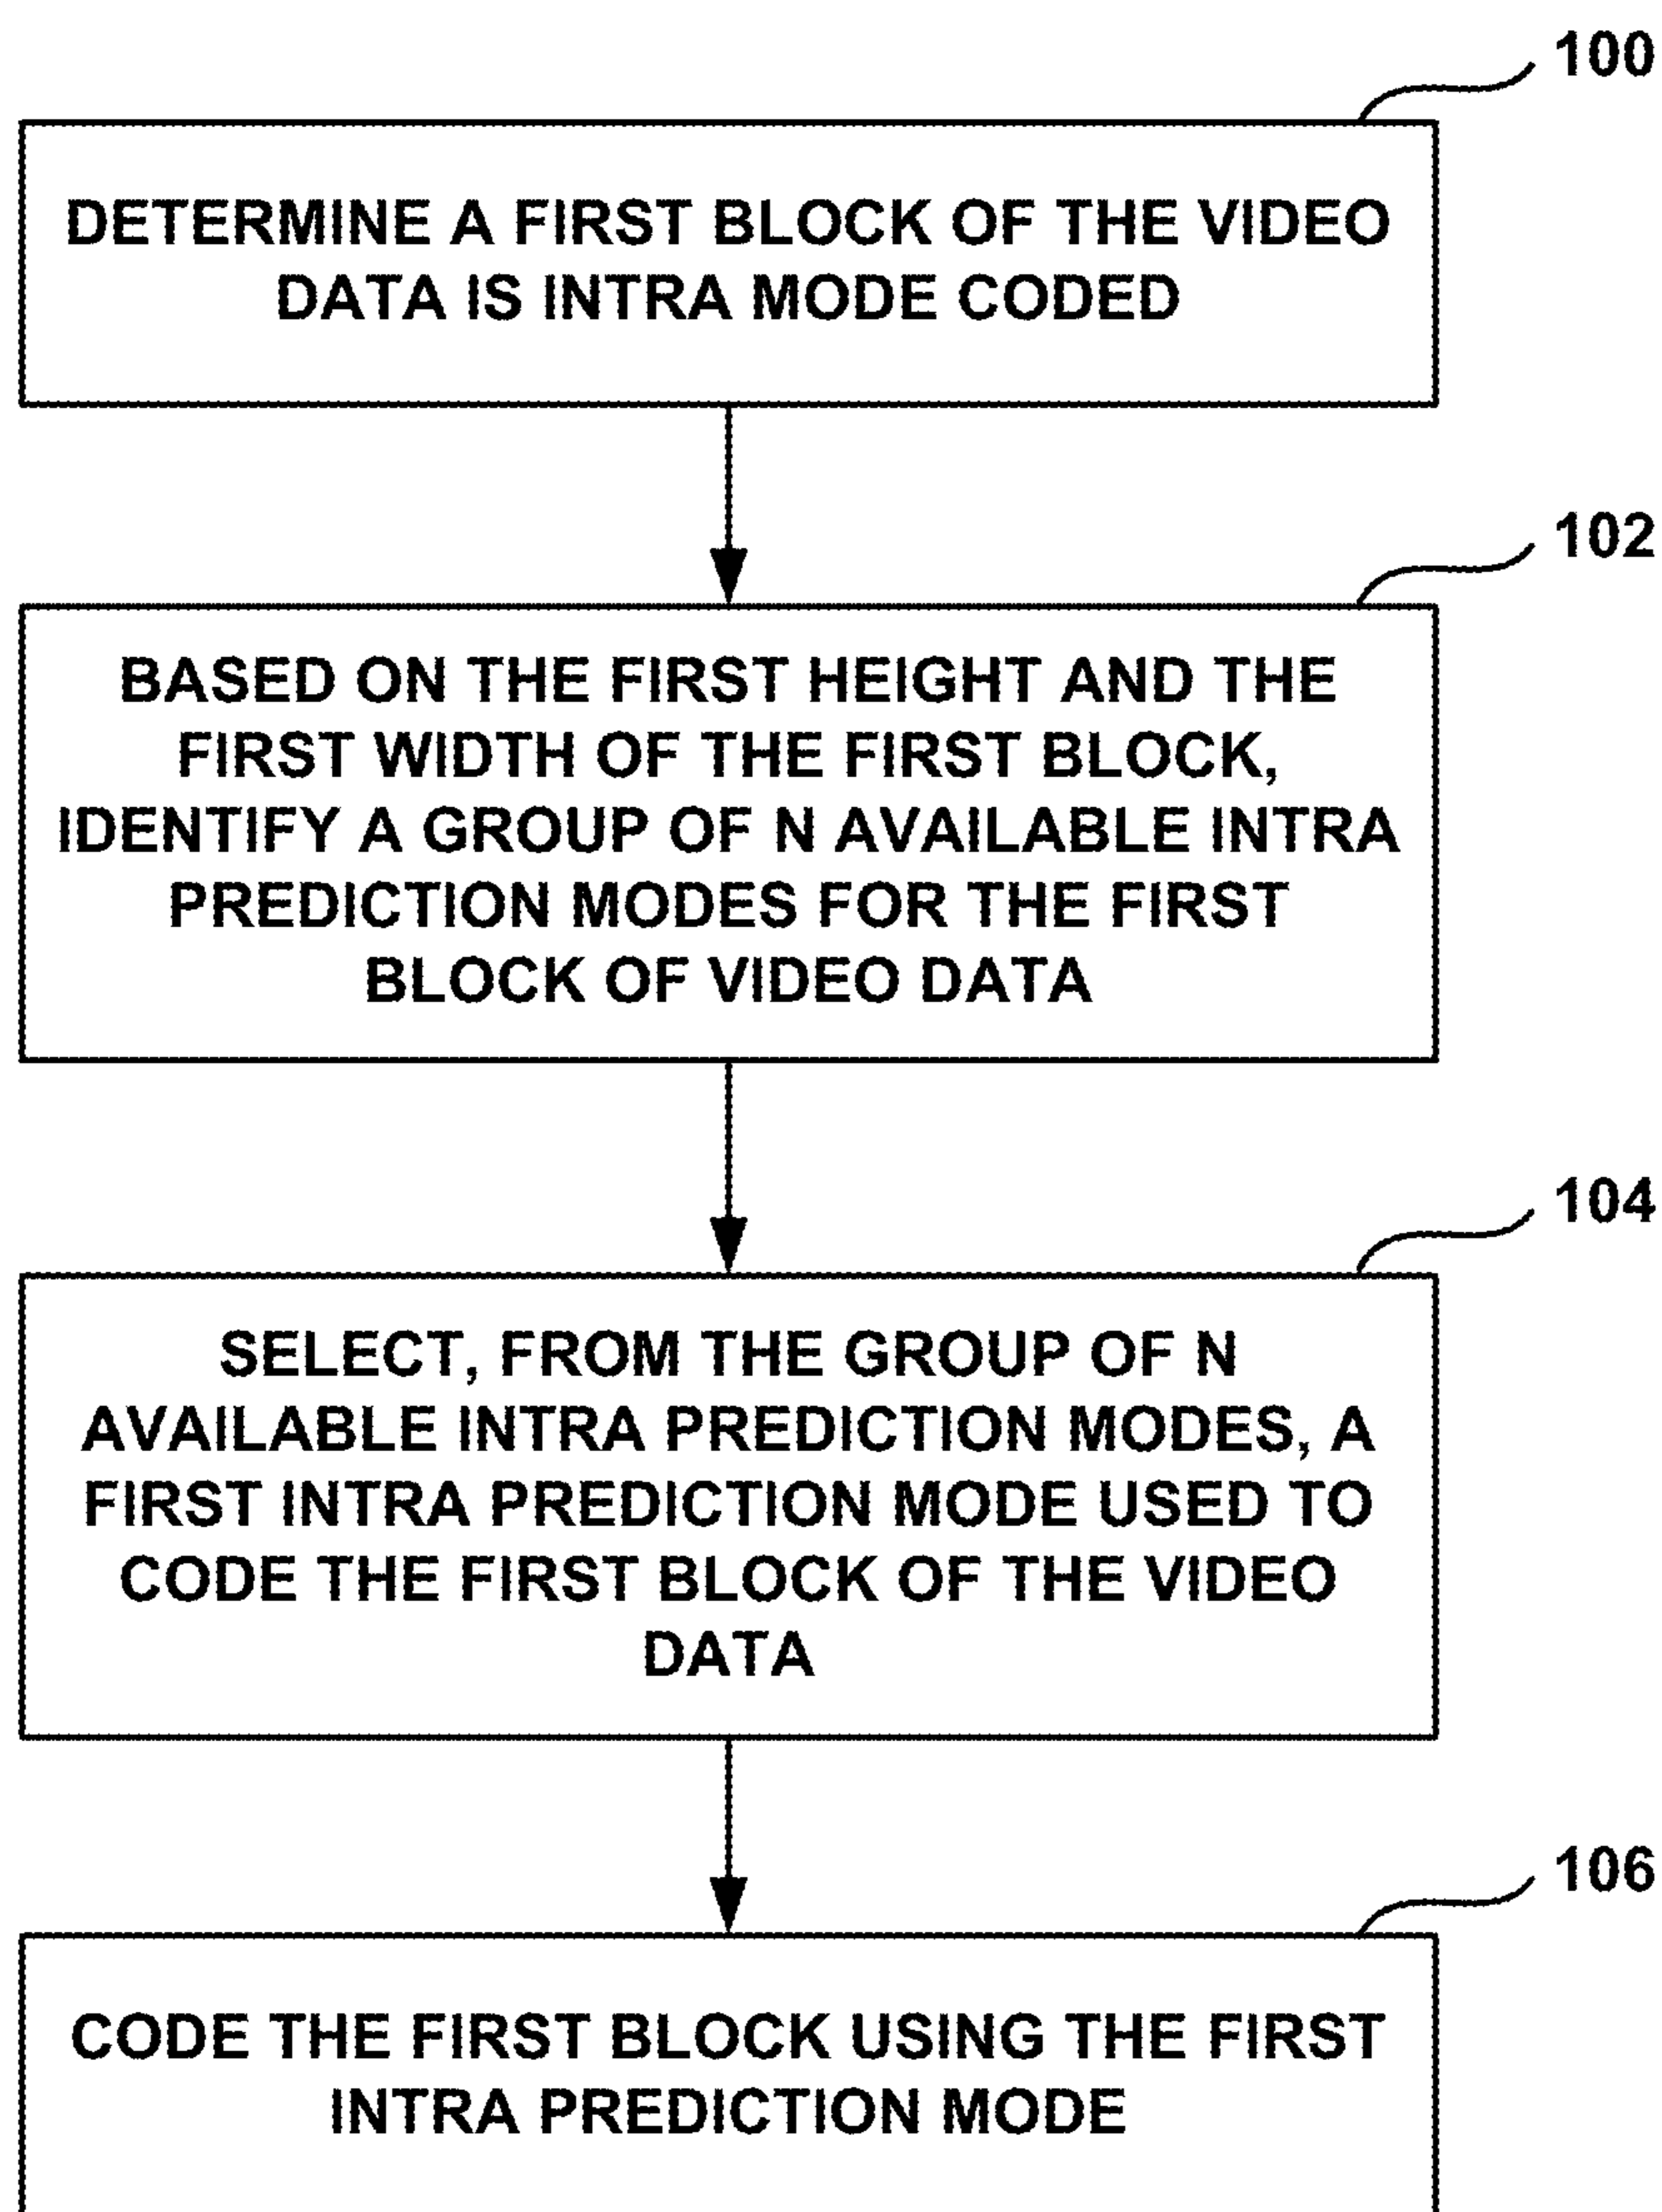 100
DETERMINE A FIRST BLOCK OF THE VIDEO
DATA IS INTRA MODE CODED
102
BASED ON THE FIRST HEIGHT AND THE
FIRST WIDTH OF THE FIRST BLOCK,
IDENTIFY A GROUP OF N AVAILABLE INTRA
PREDICTION MODES FOR THE FIRST
BLOCK OF VIDEO DATA
104
SELECT, FROM THE GROUP OF N
AVAILABLE INTRA PREDICTION MODES, A
FIRST INTRA PREDICTION MODE USED TO
CODE THE FIRST BLOCK OF THE VIDEO
DATA
106
CODE THE FIRST BLOCK USING THE FIRST
INTRA PREDICTION MODE